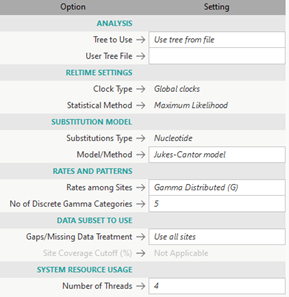 Option Setting
ANALYSIS
Tree to Use → Use tree from file
User Tree File →
RELTIME SETTINGS
Clock Type → Global clocks
Statistical Method → Maximum Likelihood
SUBSTITUTION MODEL
Substitutions Type → Nucleotide
Model/Method → Jukes-Cantor model
RATES AND PATTERNS
Rates among Sites → Gamma Distributed (G)
No of Discrete Gamma Categories → 5
DATA SUBSET TO USE
Gaps/Missing Data Treatment → Use all sites
Site Coverage Cutoff (%) → Not Applicable
SYSTEM RESOURCE USAGE
Number of Threads → 4